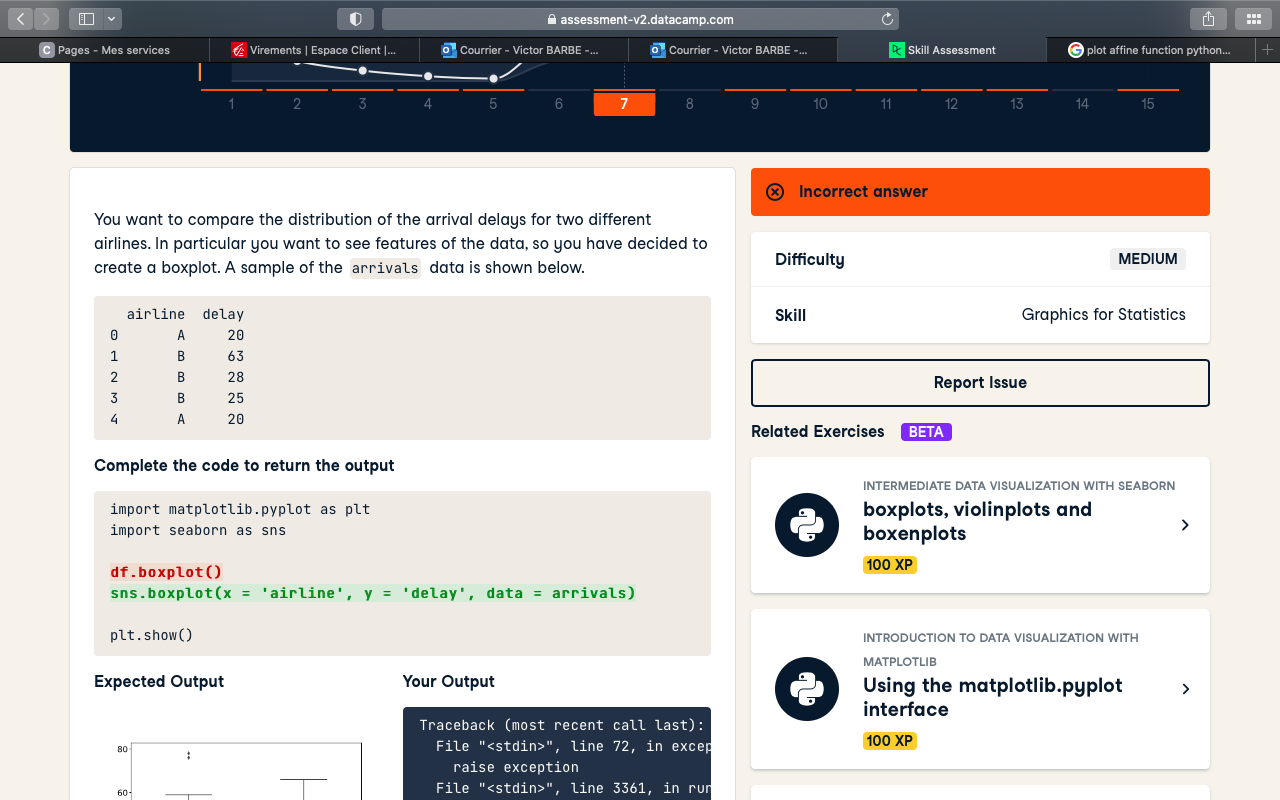 assessment-v2.datacamp.com
Pages - Mes services
Virements | Espace Client |...
Courrier - Victor BARBE -...
Courrier - Victor BARBE -...
Skill Assessment
plot affine function python...
1 2 3 4 5 6 7 8 9 10 11 12 13 14 15
You want to compare the distribution of the arrival delays for two different
airlines. In particular you want to see features of the data, so you have decided to
create a boxplot. A sample of the arrivals data is shown below.
airline delay
0 A 20
1 B 63
2 B 28
3 B 25
4 A 20
Complete the code to return the output
import matplotlib.pyplot as plt
import seaborn as sns
df.boxplot()
sns.boxplot(x = 'airline', y = 'delay', data = arrivals)
plt.show()
Expected Output
80
60
Your Output
Traceback (most recent call last):
File "<stdin>", line 72, in excep
raise exception
File "<stdin>", line 3361, in run
Incorrect answer
Difficulty MEDIUM
Skill Graphics for Statistics
Report Issue
Related Exercises BETA
INTERMEDIATE DATA VISUALIZATION WITH SEABORN
boxplots, violinplots and
boxenplots
100 XP
INTRODUCTION TO DATA VISUALIZATION WITH
MATPLOTLIB
Using the matplotlib.pyplot
interface
100 XP